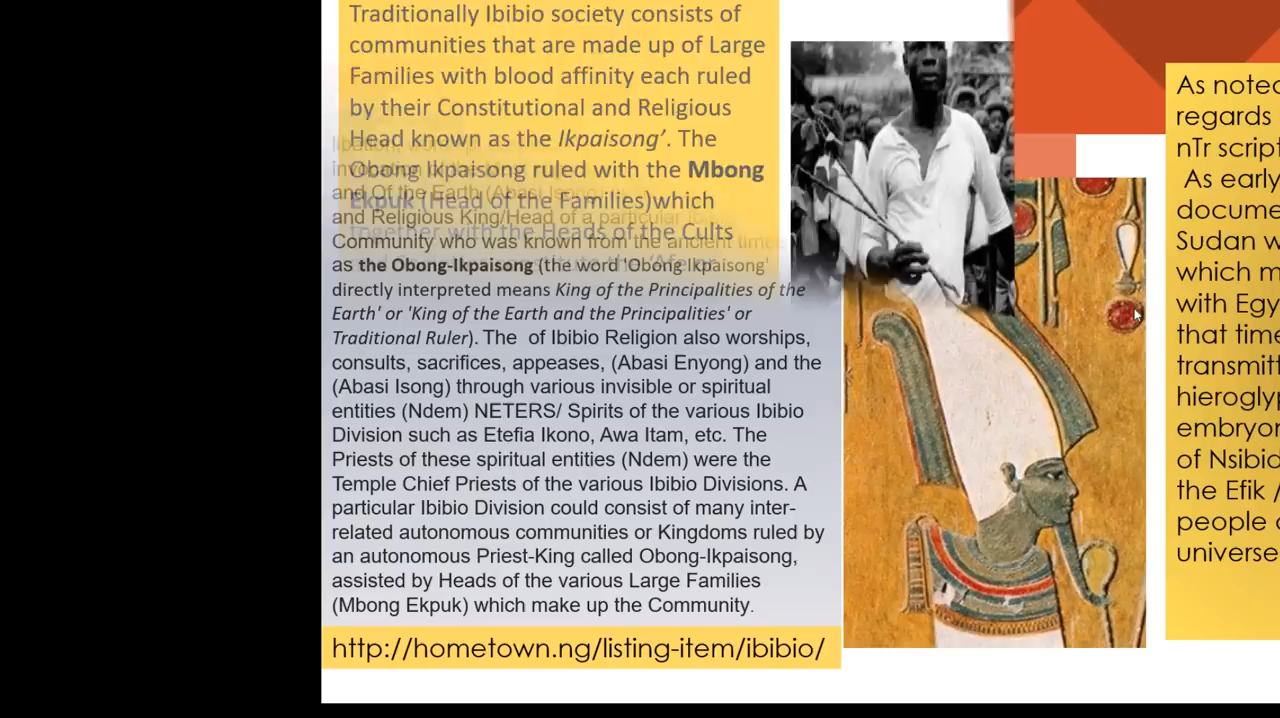 Traditionally Ibibio society consists of
communities that are made up of Large
Families with blood affinity each ruled
by their Constitutional and Religious
Head known as the Ikpaisong’. The
Obang Ikpaisong ruled with the Mbong
Ekpuk (Head of the Families)which
together with the Heads of the Cults
and Of the Earth (Abasi Isong)
and Religious King/Head of a particular
Community who was known from the ancient times
as the Obong-Ikpaisong (the word 'Obong Ikpaisong'
directly interpreted means King of the Principalities of the
Earth' or 'King of the Earth and the Principalities' or
Traditional Ruler). The of Ibibio Religion also worships,
consults, sacrifices, appeases, (Abasi Enyong) and the
(Abasi Isong) through various invisible or spiritual
entities (Ndem) NETERS/ Spirits of the various Ibibio
Division such as Etefia Ikono, Awa Itam, etc. The
Priests of these spiritual entities (Ndem) were the
Temple Chief Priests of the various Ibibio Divisions. A
particular Ibibio Division could consist of many inter-
related autonomous communities or Kingdoms ruled by
an autonomous Priest-King called Obong-Ikpaisong,
assisted by Heads of the various Large Families
(Mbong Ekpuk) which make up the Community.
http://hometown.ng/listing-item/ibibio/
As noted
regards
nTr script
As early
docume
Sudan w
which m
with Egy
that time
transmitt
hieroglyp
embryon
of Nsibid
the Efik /
people
universe